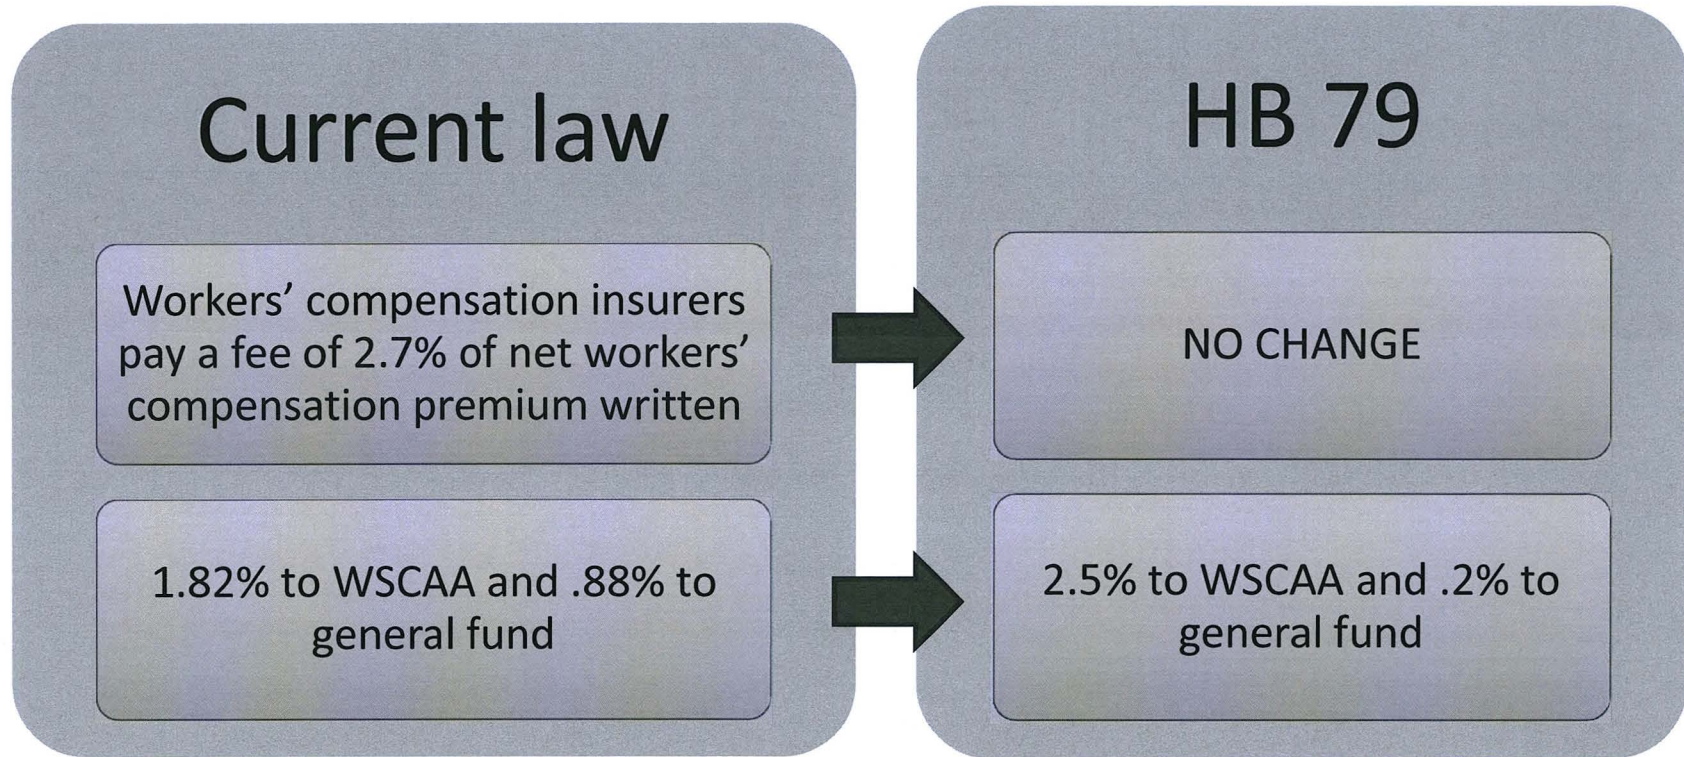 Current law
Workers’ compensation insurers
pay a fee of 2.7% of net workers’
compensation premium written
1.82% to WSCAA and .88% to
general fund
HB 79
NO CHANGE
2.5% to WSCAA and .2% to
general fund